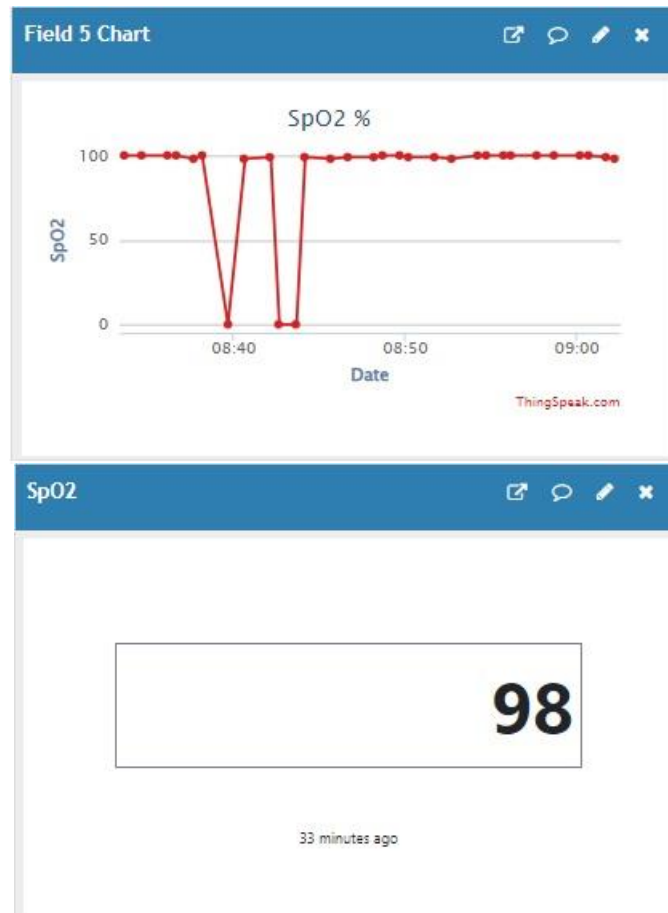 Field 5 Chart
SpO2 %
100
50
0
SpO2
08:40 08:50 09:00
Date
ThingSpeak.com
SpO2
98
33 minutes ago